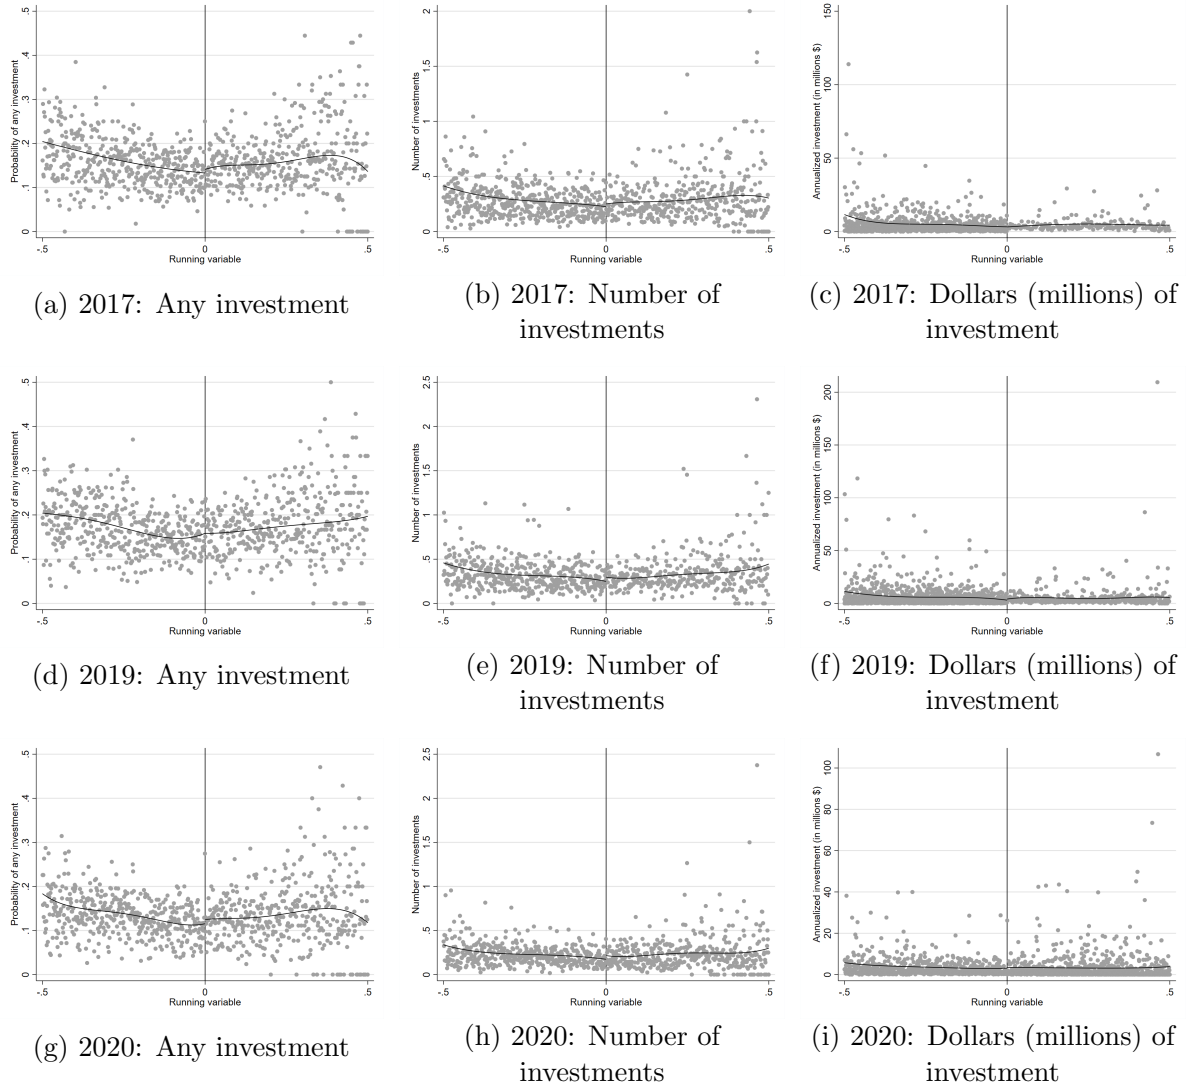 Probability of any investment
0 .1 .2 .3 .4 .5
-.5 0 .5
Running variable
(a) 2017: Any investment
Number of investments
0 .5 1 1.5 2
-.5 0 .5
Running variable
(b) 2017: Number of
investments
Annualized investment (in millions $)
0 50 100 150
-.5 0 .5
Running variable
(c) 2017: Dollars (millions) of
investment
Probability of any investment
0 .1 .2 .3 .4 .5
-.5 0 .5
Running variable
(d) 2019: Any investment
Number of investments
0 .5 1 1.5 2 2.5
-.5 0 .5
Running variable
(e) 2019: Number of
investments
Annualized investment (in millions $)
0 50 100 150 200
-.5 0 .5
Running variable
(f) 2019: Dollars (millions) of
investment
Probability of any investment
0 .1 .2 .3 .4 .5
-.5 0 .5
Running variable
(g) 2020: Any investment
Number of investments
0 .5 1 1.5 2 2.5
-.5 0 .5
Running variable
(h) 2020: Number of
investments
Annualized investment (in millions $)
0 20 40 60 80 100
-.5 0 .5
Running variable
(i) 2020: Dollars (millions) of
investment